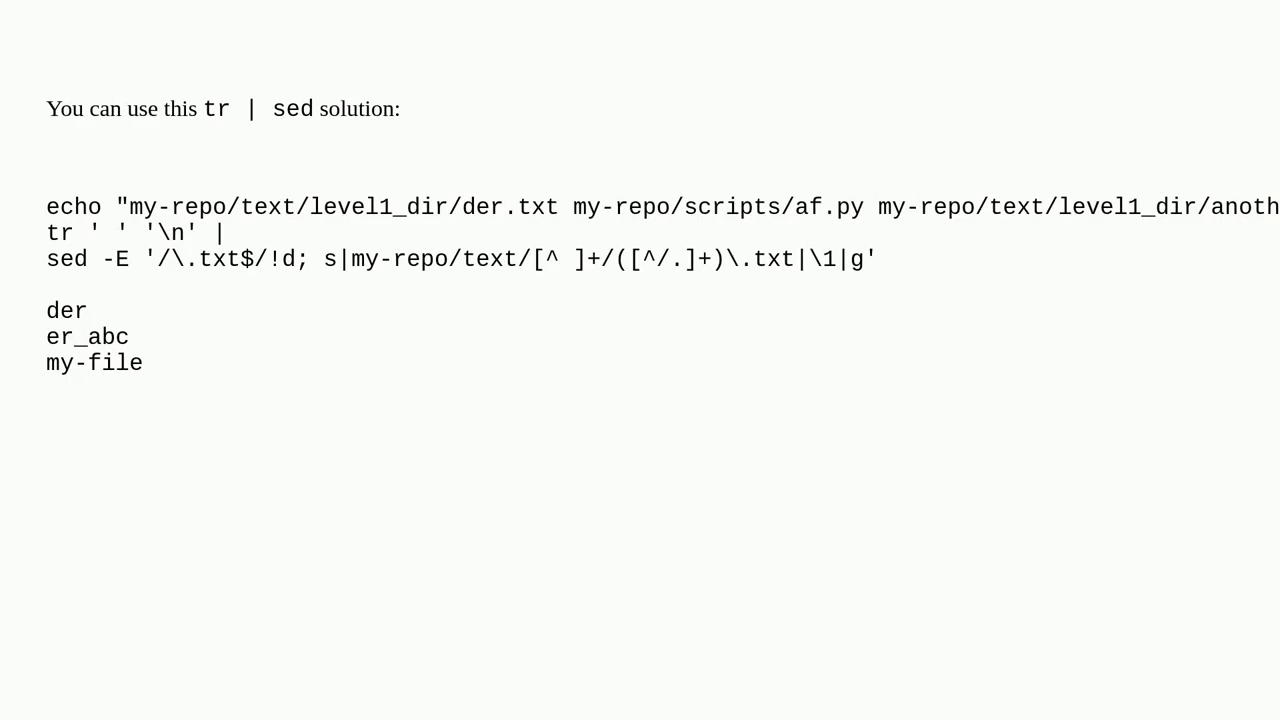 You can use this tr | sed solution:
echo "my-repo/text/level1_dir/der.txt my-repo/scripts/af.py my-repo/text/level1_dir/anoth
tr ' ' '\n' |
sed -E '/\.txt$/!d; s|my-repo/text/[^ ]+/([^/.]+)\.txt|\1|g'
der
er_abc
my-file